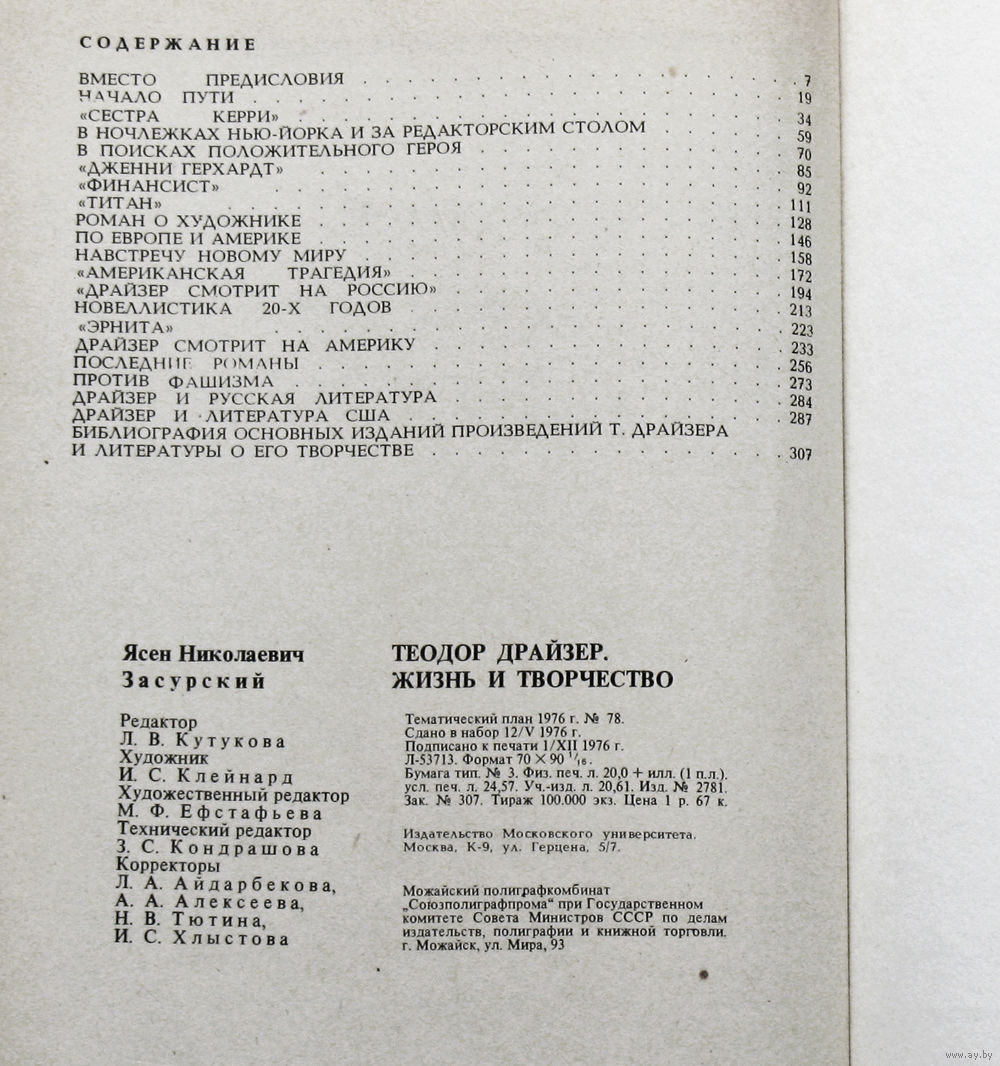 СОДЕРЖАНИЕ
ВМЕСТО ПРЕДИСЛОВИЯ . . . . . . . . . . . . . . . . . 7
НАЧАЛО ПУТИ . . . . . . . . . . . . . . . . . 19
«СЕСТРА КЕРРИ» . . . . . . . . . . . . . . . . . 34
В НОЧЛЕЖКАХ НЬЮ-ЙОРКА И ЗА РЕДАКТОРСКИМ СТОЛОМ . . . . . 59
В ПОИСКАХ ПОЛОЖИТЕЛЬНОГО ГЕРОЯ . . . . . . . . . . . . 70
«ДЖЕННИ ГЕРХАРДТ» . . . . . . . . . . . . . . . . . 85
«ФИНАНСИСТ» . . . . . . . . . . . . . . . . . 92
«ТИТАН» . . . . . . . . . . . . . . . . . 111
РОМАН О ХУДОЖНИКЕ . . . . . . . . . . . . . . . . . 128
ПО ЕВРОПЕ И АМЕРИКЕ . . . . . . . . . . . . . . . . . 146
НАВСТРЕЧУ НОВОМУ МИРУ . . . . . . . . . . . . . . . . 158
«АМЕРИКАНСКАЯ ТРАГЕДИЯ» . . . . . . . . . . . . . . . 172
«ДРАЙЗЕР СМОТРИТ НА РОССИЮ» . . . . . . . . . . . . . 194
НОВЕЛЛИСТИКА 20-Х ГОДОВ . . . . . . . . . . . . . . . 213
«ЭРНИТА» . . . . . . . . . . . . . . . . . 223
ДРАЙЗЕР СМОТРИТ НА АМЕРИКУ . . . . . . . . . . . . . . 233
ПОСЛЕДНИЕ РОМАНЫ . . . . . . . . . . . . . . . . . 256
ПРОТИВ ФАШИЗМА . . . . . . . . . . . . . . . . . 273
ДРАЙЗЕР И РУССКАЯ ЛИТЕРАТУРА . . . . . . . . . . . . . 284
ДРАЙЗЕР И ЛИТЕРАТУРА США . . . . . . . . . . . . . . . 287
БИБЛИОГРАФИЯ ОСНОВНЫХ ИЗДАНИЙ ПРОИЗВЕДЕНИЙ Т. ДРАЙЗЕРА
И ЛИТЕРАТУРЫ О ЕГО ТВОРЧЕСТВЕ . . . . . . . . . . . . . 307
Ясен Николаевич
Засурский
Редактор
Л. В. Кутукова
Художник
И. С. Клейнард
Художественный редактор
М. Ф. Ефстафьева
Технический редактор
З. С. Кондрашова
Корректоры
Л. А. Айдарбекова,
А. А. Алексеева,
Н. В. Тютина,
И. С. Хлыстова
ТЕОДОР ДРАЙЗЕР.
ЖИЗНЬ И ТВОРЧЕСТВО
Тематический план 1976 г. № 78.
Сдано в набор 12/V 1976 г.
Подписано к печати 1/XII 1976 г.
Л-53713. Формат 70 × 90 1/16.
Бумага тип. № 3. Физ. печ. л. 20,0 + илл. (1 п.л.).
усл. печ. л. 24,57. Уч.-изд. л. 20,61. Изд. № 2781.
Зак. № 307. Тираж 100.000 экз. Цена 1 р. 67 к.
Издательство Московского университета.
Москва, К-9, ул. Герцена, 5/7.
Можайский полиграфкомбинат
„Союзполиграфпрома“ при Государственном
комитете Совета Министров СССР по делам
издательств, полиграфии и книжной торговли.
г. Можайск, ул. Мира, 93
www.ay.by